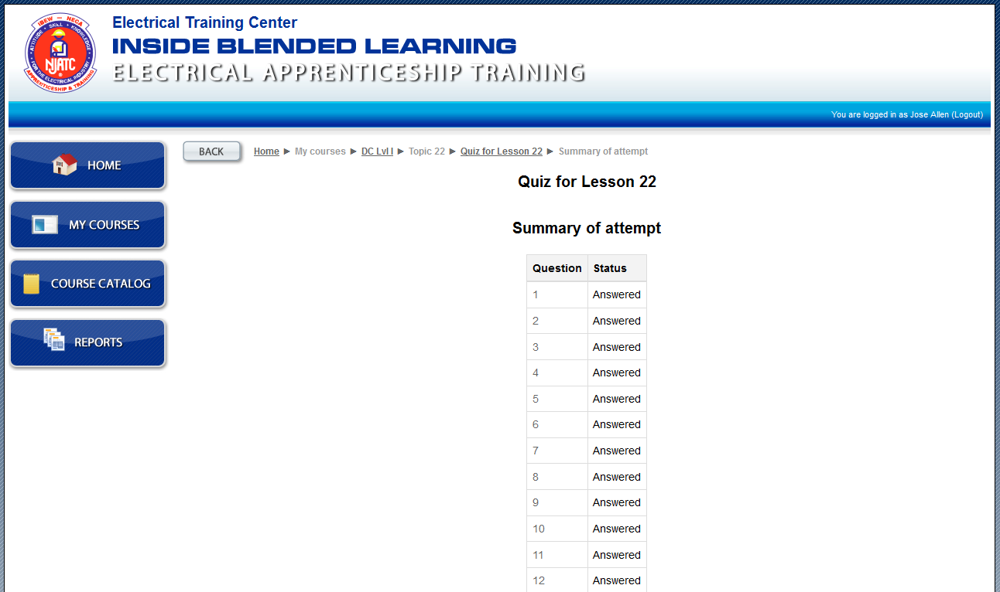 IBEW – NECA
ATTITUDE • SKILL • KNOWLEDGE
NJATC
FOR THE ELECTRICAL INDUSTRY
APPRENTICESHIP & TRAINING
Electrical Training Center
INSIDE BLENDED LEARNING
ELECTRICAL APPRENTICESHIP TRAINING
You are logged in as Jose Allen (Logout)
HOME
MY COURSES
COURSE CATALOG
REPORTS
BACK
Home ► My courses ► DC Lvl I ► Topic 22 ► Quiz for Lesson 22 ► Summary of attempt
Quiz for Lesson 22
Summary of attempt
Question Status
1 Answered
2 Answered
3 Answered
4 Answered
5 Answered
6 Answered
7 Answered
8 Answered
9 Answered
10 Answered
11 Answered
12 Answered